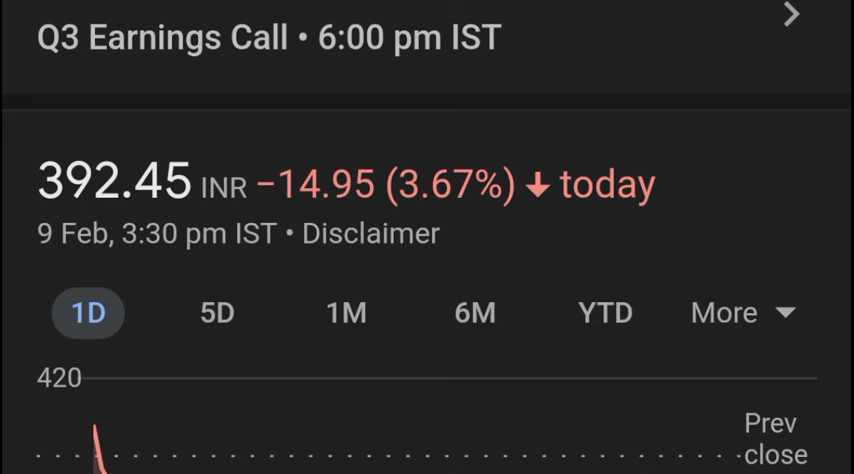 Q3 Earnings Call • 6:00 pm IST
392.45 INR −14.95 (3.67%) ↓ today
9 Feb, 3:30 pm IST • Disclaimer
1D 5D 1M 6M YTD More
420
Prev
close